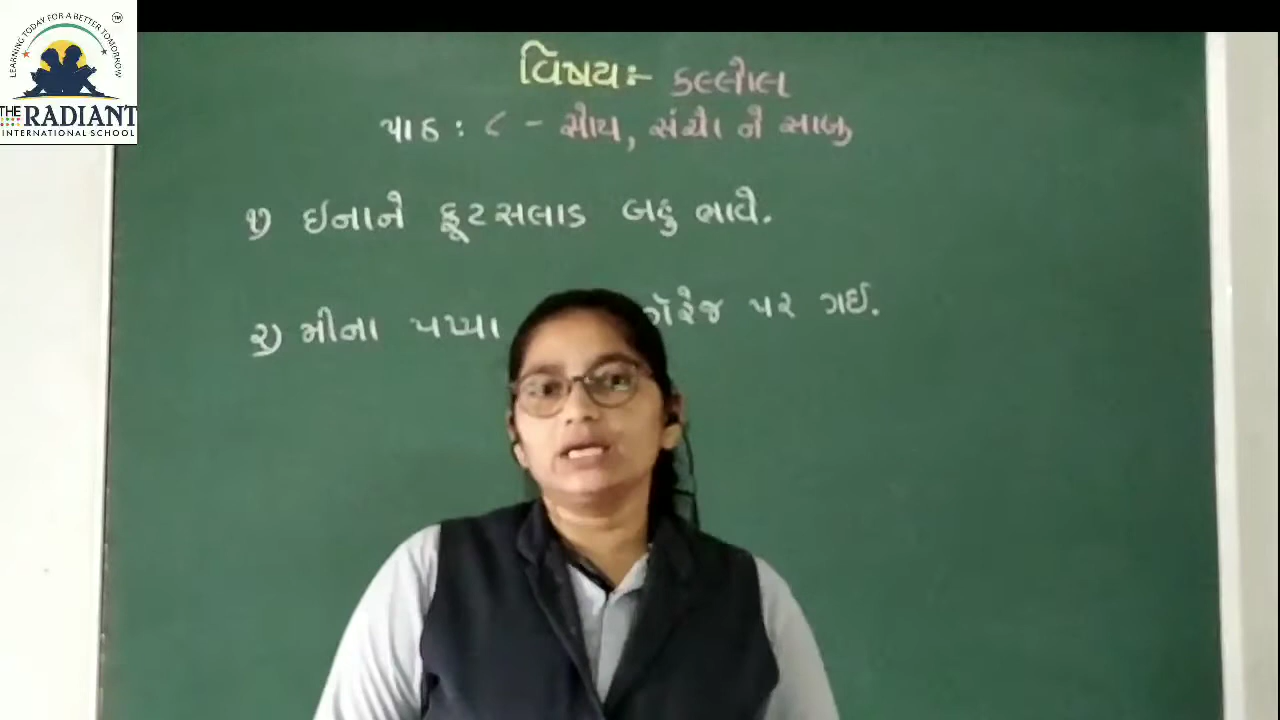 LEARNING TODAY FOR A BETTER TOMORROW
TM
THE RADIANT
INTERNATIONAL SCHOOL
વિષય:- કલ્લોલ
પાઠ : ૮ - સોય, સંચો ને સાબુ
૧) ઈનાને ફ્રૂટસલાડ બહુ ભાવે.
૨) મીના પપ્પા ગૅરેજ પર ગઈ.